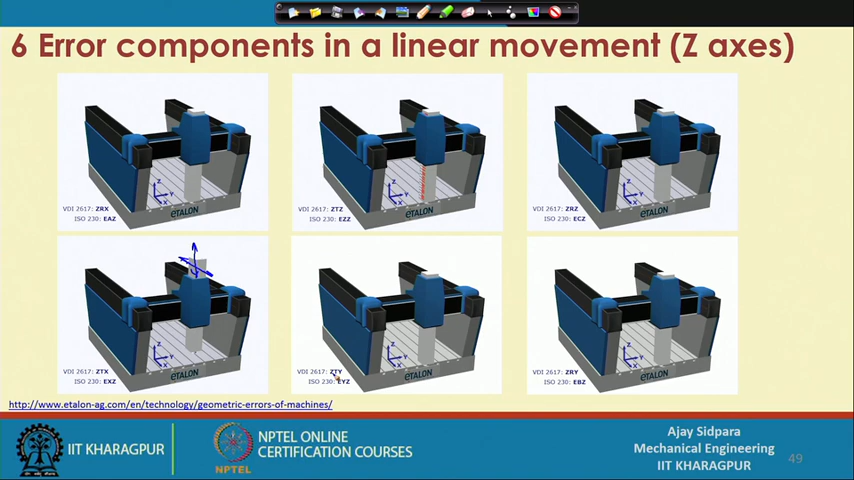 6 Error components in a linear movement (Z axes)
VDI 2617: ZRX
ISO 230: EAZ
Z
Y
X
ETALON
VDI 2617: ZTZ
ISO 230: EZZ
Z
Y
X
ETALON
VDI 2617: ZRZ
ISO 230: ECZ
Z
Y
X
ETALON
VDI 2617: ZTX
ISO 230: EXZ
Z
Y
X
ETALON
VDI 2617: ZTY
ISO 230: EYZ
Z
Y
X
ETALON
VDI 2617: ZRY
ISO 230: EBZ
Z
Y
X
ETALON
http://www.etalon-ag.com/en/technology/geometric-errors-of-machines/
IIT KHARAGPUR
NPTEL
NPTEL ONLINE
CERTIFICATION COURSES
Ajay Sidpara
Mechanical Engineering
IIT KHARAGPUR
49